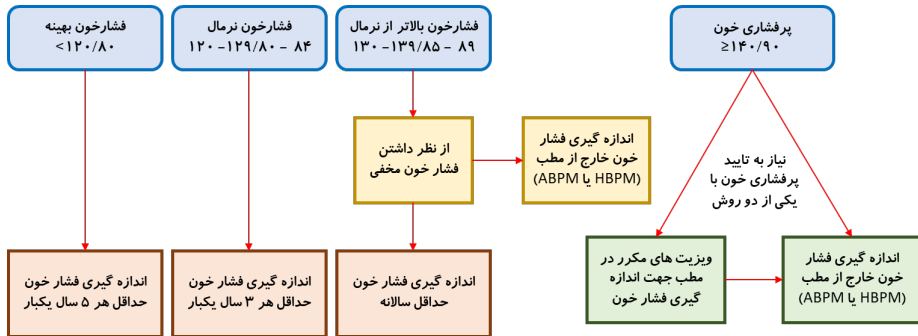 پرفشاری خون
≥۱۴۰/۹۰
فشارخون بالاتر از نرمال
۱۳۰-۱۳۹/۸۵ - ۸۹
فشارخون نرمال
۱۲۰-۱۲۹/۸۰ - ۸۴
فشارخون بهینه
<۱۲۰/۸۰
اندازه گیری فشار
خون خارج از مطب
(HBPM یا ABPM)
از نظر داشتن
فشار خون مخفی
نیاز به تایید
پرفشاری خون با
یکی از دو روش
اندازه گیری فشار
خون خارج از مطب
(HBPM یا ABPM)
ویزیت های مکرر در
مطب جهت اندازه
گیری فشار خون
اندازه گیری فشار خون
حداقل سالانه
اندازه گیری فشار خون
حداقل هر ۳ سال یکبار
اندازه گیری فشار خون
حداقل هر ۵ سال یکبار